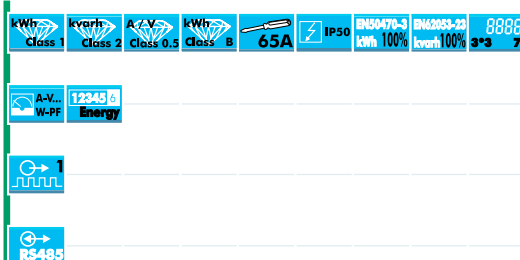 kWh Class 1
kvarh Class 2
A / V Class 0.5
kWh Class B
65A
IP50
EN50470-3 kWh 100%
EN62053-23 kvarh 100%
8888 3•3 7
A-V... W-PF
12345 6 Energy
1
RS485